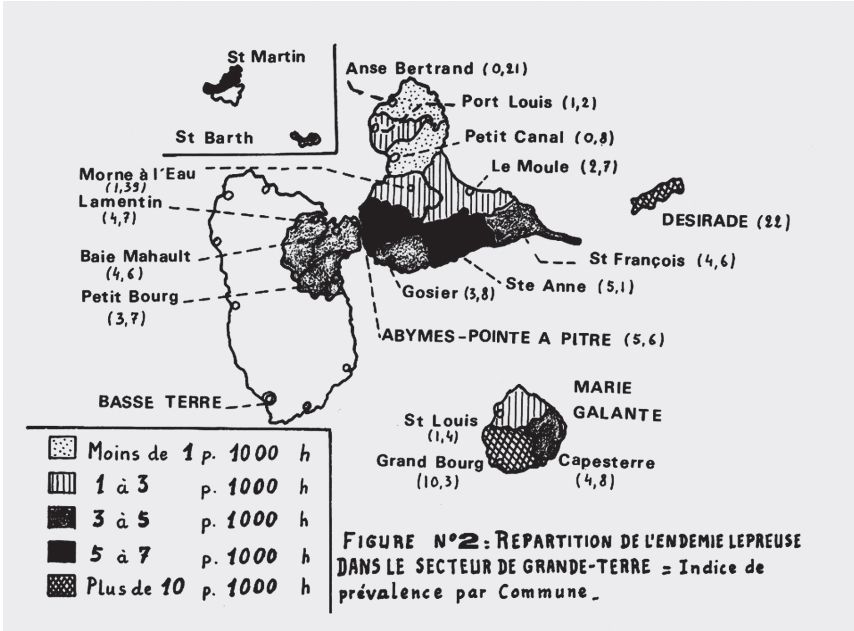 St Martin
St Barth
Anse Bertrand (0,21)
Port Louis (1,2)
Petit Canal (0,8)
Le Moule (2,7)
Morne à l'Eau
(1,39)
Lamentin
(4,7)
Baie Mahault
(4,6)
Petit Bourg
(3,7)
DESIRADE (22)
St François (4,6)
Ste Anne (5,1)
Gosier (3,8)
ABYMES-POINTE A PITRE (5,6)
BASSE TERRE
MARIE
GALANTE
St Louis
(1,4)
Grand Bourg
(10,3)
Capesterre
(4,8)
Moins de 1 p. 1000 h
1 à 3 p. 1000 h
3 à 5 p. 1000 h
5 à 7 p. 1000 h
Plus de 10 p. 1000 h
FIGURE N°2: REPARTITION DE L'ENDEMIE LEPREUSE
DANS LE SECTEUR DE GRANDE-TERRE = Indice de
prévalence par Commune_